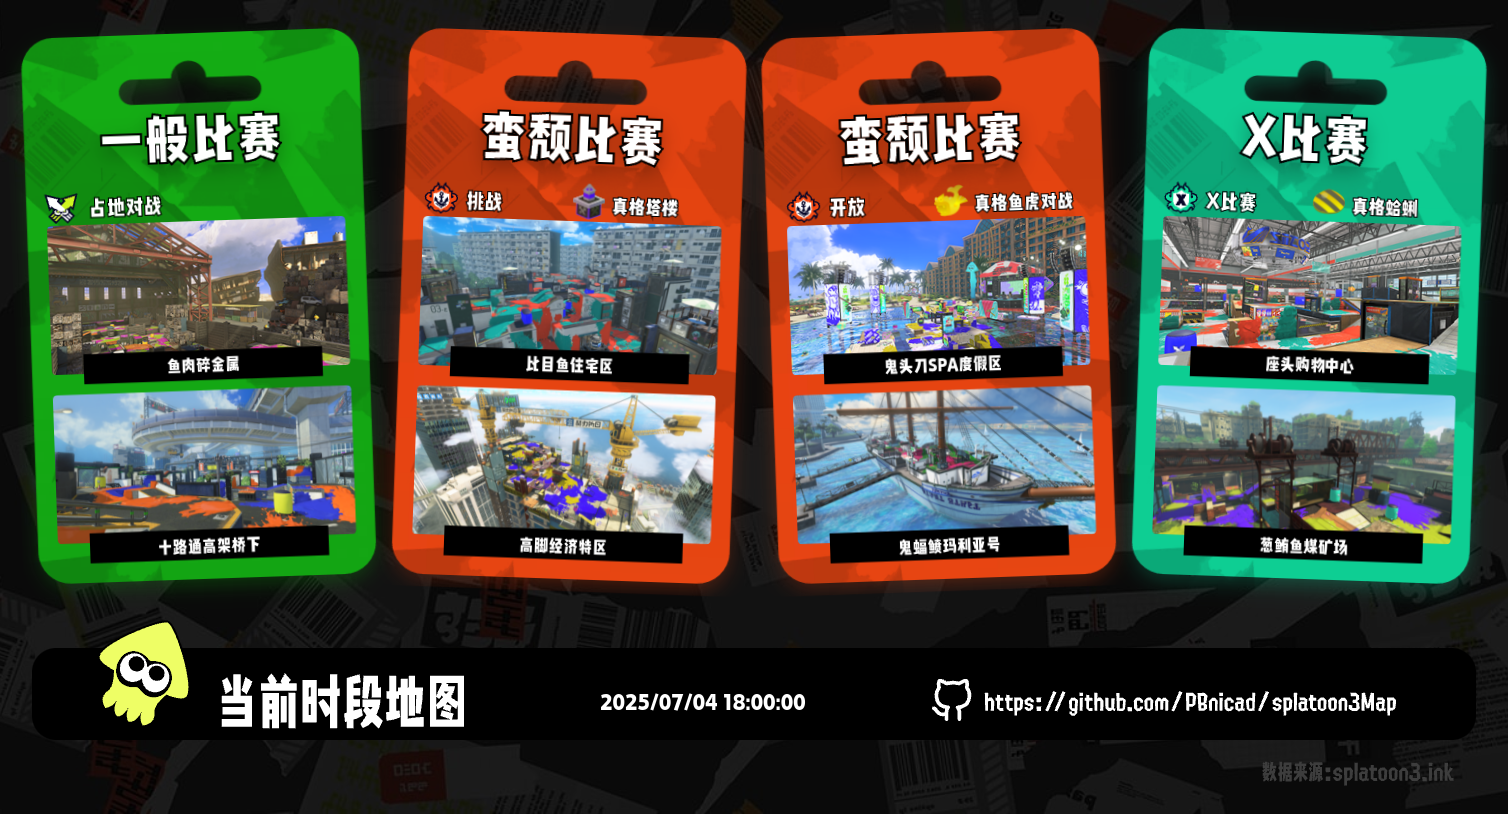 一般比赛
占地对战
鱼肉碎金属
十路通高架桥下
蛮颓比赛
挑战
真格塔楼
比目鱼住宅区
高脚经济特区
蛮颓比赛
开放
真格鱼虎对战
鬼头刀SPA度假区
鬼蝠鲼玛利亚号
X比赛
X比赛
真格蛤蜊
座头购物中心
葱鲔鱼煤矿场
当前时段地图
2025/07/04 18:00:00
https://github.com/PBnicad/splatoon3Map
数据来源:splatoon3.ink